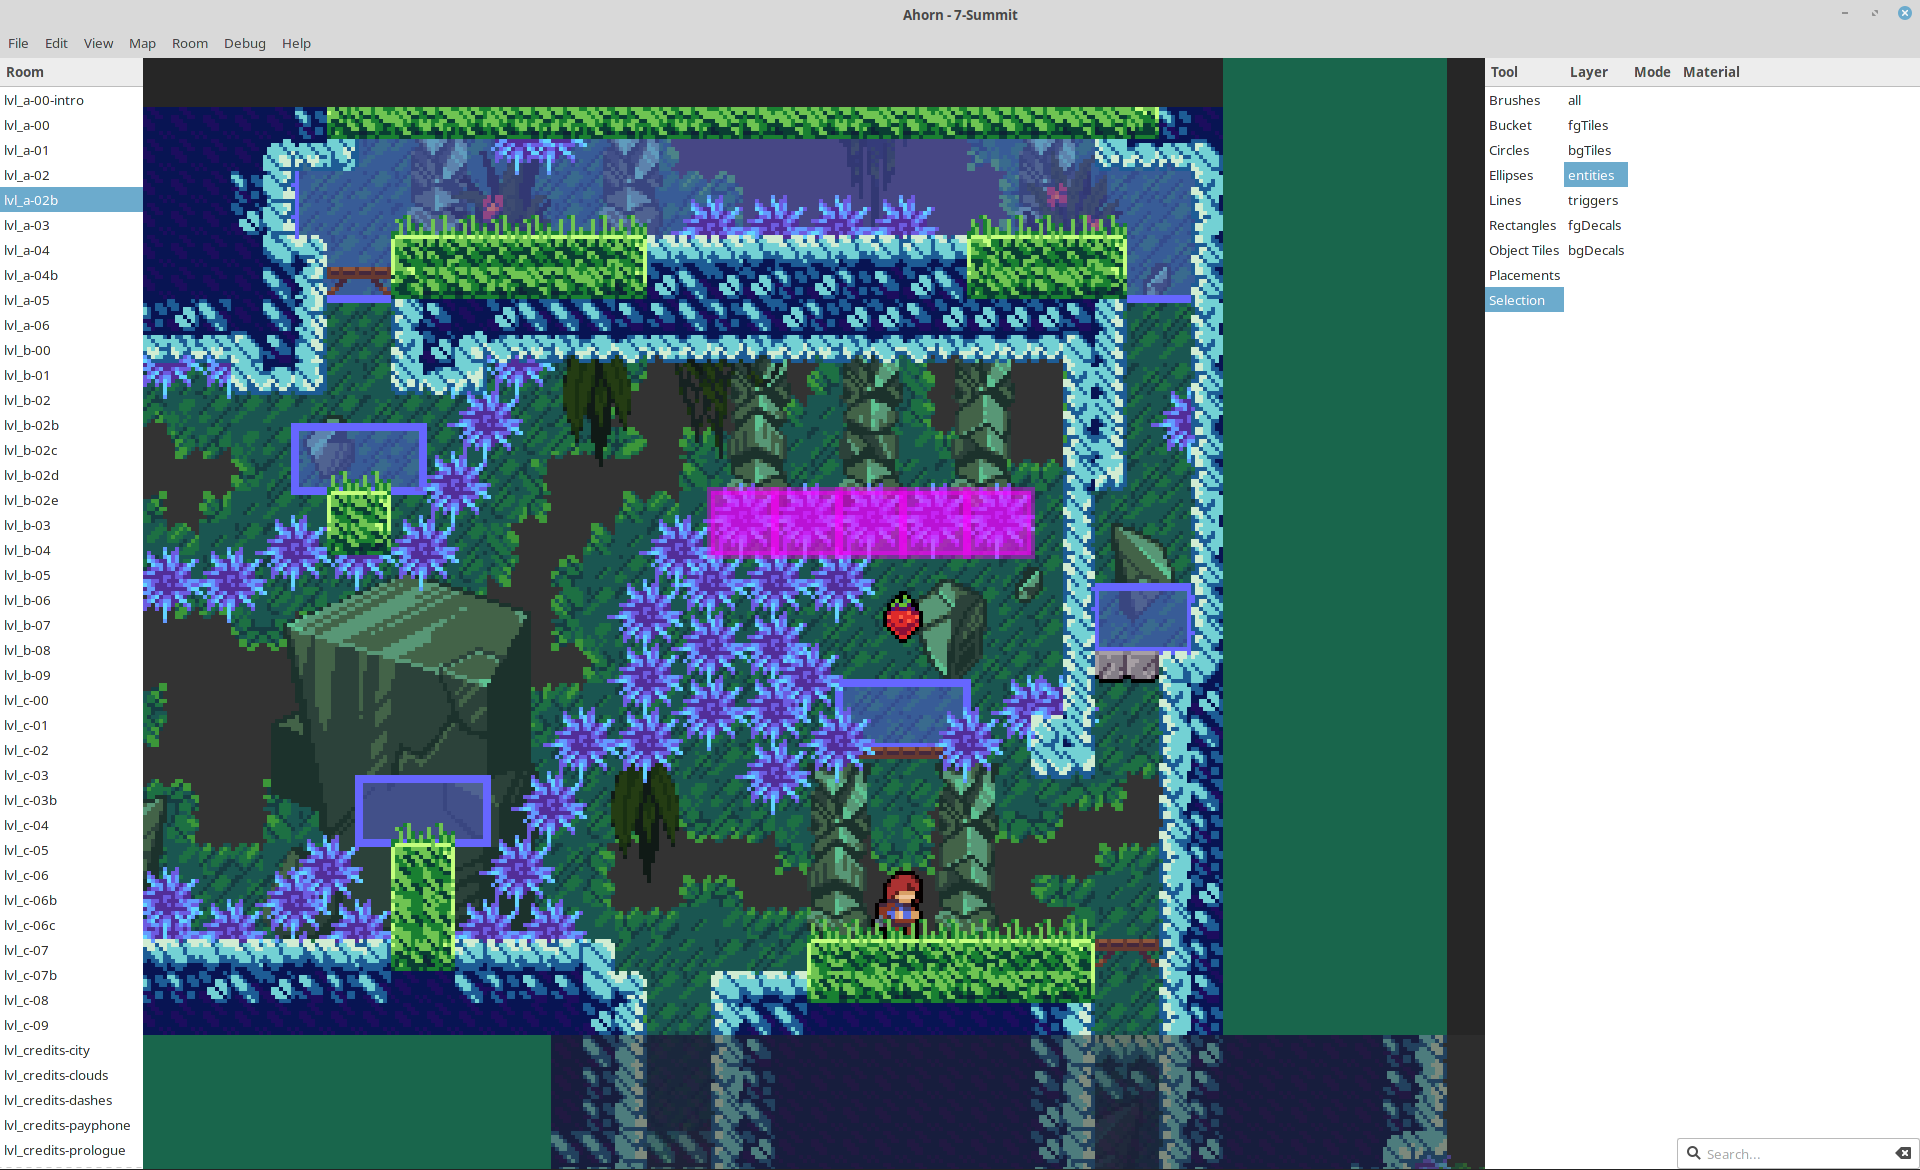 Ahorn - 7-Summit
File Edit View Map Room Debug Help
Room
lvl_a-00-intro
lvl_a-00
lvl_a-01
lvl_a-02
lvl_a-02b
lvl_a-03
lvl_a-04
lvl_a-04b
lvl_a-05
lvl_a-06
lvl_b-00
lvl_b-01
lvl_b-02
lvl_b-02b
lvl_b-02c
lvl_b-02d
lvl_b-02e
lvl_b-03
lvl_b-04
lvl_b-05
lvl_b-06
lvl_b-07
lvl_b-08
lvl_b-09
lvl_c-00
lvl_c-01
lvl_c-02
lvl_c-03
lvl_c-03b
lvl_c-04
lvl_c-05
lvl_c-06
lvl_c-06b
lvl_c-06c
lvl_c-07
lvl_c-07b
lvl_c-08
lvl_c-09
lvl_credits-city
lvl_credits-clouds
lvl_credits-dashes
lvl_credits-payphone
lvl_credits-prologue
Tool Layer Mode Material
Brushes all
Bucket fgTiles
Circles bgTiles
Ellipses entities
Lines triggers
Rectangles fgDecals
Object Tiles bgDecals
Placements
Selection
Search...